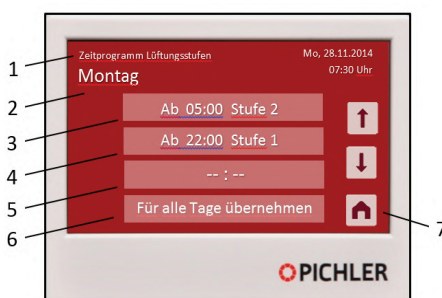 Zeitprogramm Lüftungsstufen
Mo, 28.11.2014
Montag
07:30 Uhr
Ab 05:00 Stufe 2
Ab 22:00 Stufe 1
-- : --
Für alle Tage übernehmen
PICHLER
1
2
3
4
5
6
7